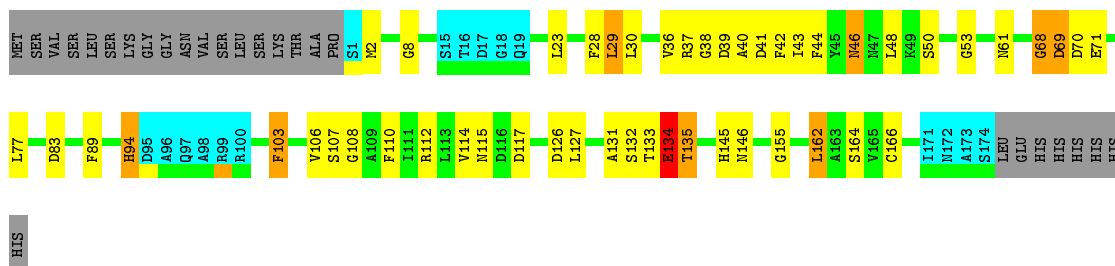 MET SER VAL SER LEU SER LYS GLY GLY ASN VAL SER LEU SER LYS THR ALA PRO S1 M2 G8 S15 T16 D17 G18 Q19 L23 F28 L29 L30 V36 R37 G38 D39 A40 D41 F42 I43 F44 Y45 N46 N47 L48 K49 S50 G53 N61 G68 D69 D70 E71
L77 D83 F89 H94 D95 A96 Q97 A98 R99 R100 F103 V106 S107 G108 A109 F110 I111 R112 L113 V114 N115 D116 D117 D126 L127 A131 S132 T133 E134 T135 H145 N146 G155 L162 A163 S164 V165 C166 I171 N172 A173 S174 LEU GLU HIS HIS HIS HIS HIS
HIS